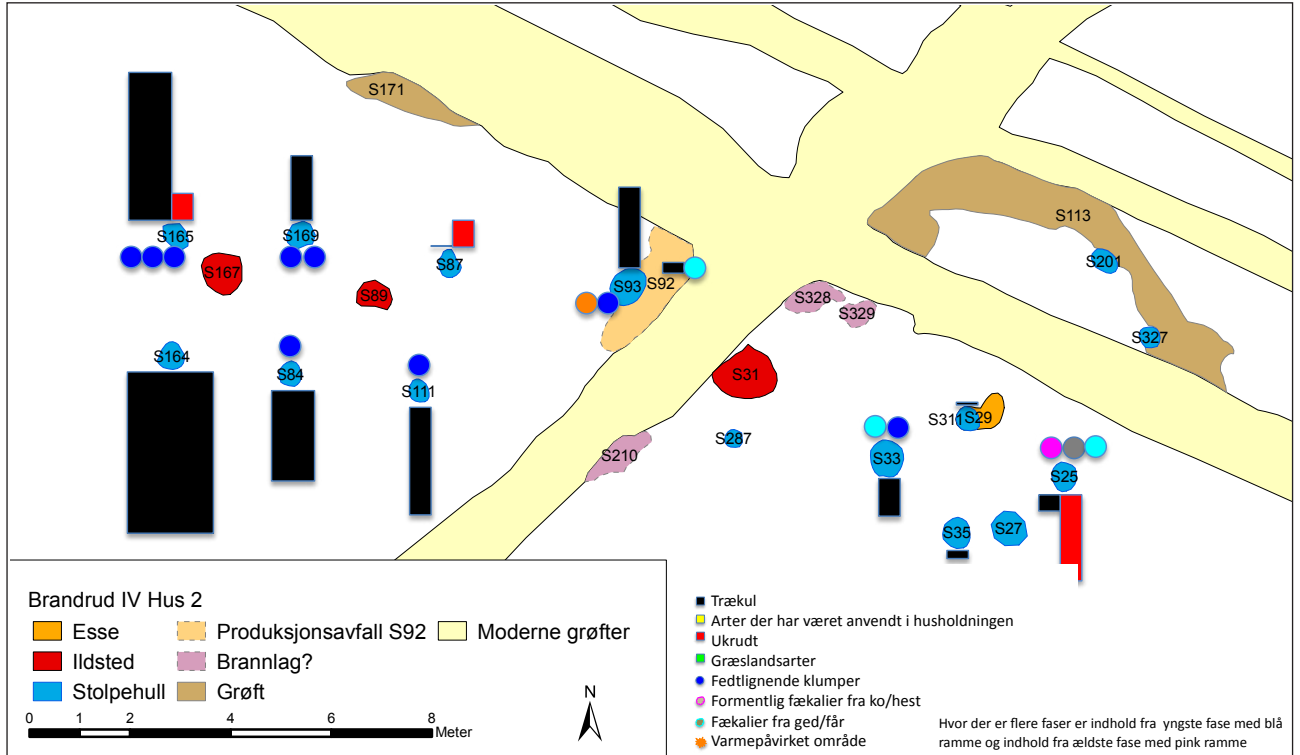 S171
S113
S165
S169
S201
S87
S167
S93
S92
S89
S328
S329
S327
S164
S84
S31
S111
S311
S29
S287
S210
S33
S25
S35
S27
Brandrud IV Hus 2
Esse
Produksjonsavfall S92
Moderne grøfter
Ildsted
Brannlag?
Stolpehull
Grøft
N
0 1 2 4 6 8
Meter
Trækul
Arter der har været anvendt i husholdningen
Ukrudt
Græslandsarter
Fedtlignende klumper
Formentlig fækalier fra ko/hest
Fækalier fra ged/får
Varmepåvirket område
Hvor der er flere faser er indhold fra yngste fase med blå
ramme og indhold fra ældste fase med pink ramme